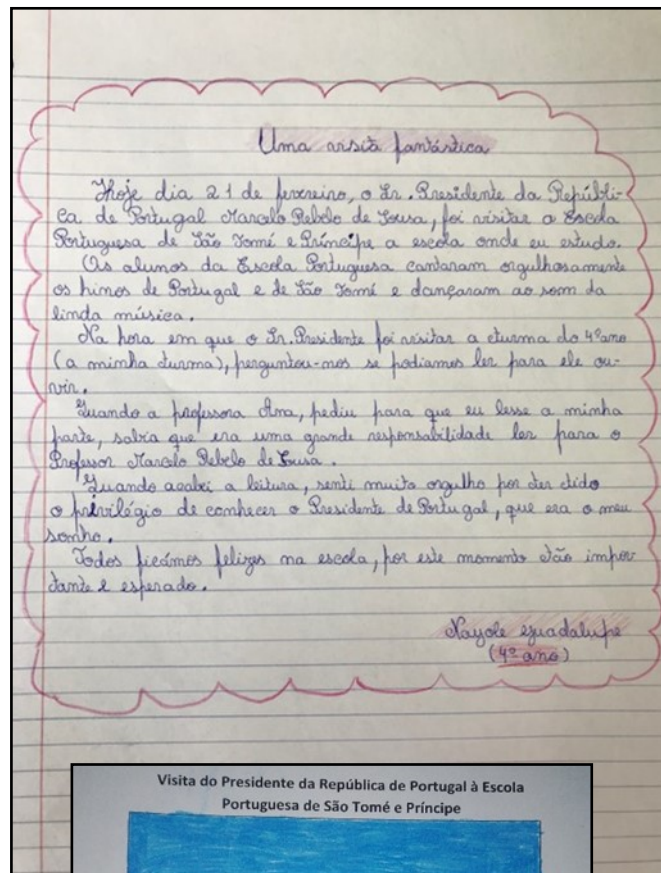 Uma visita fantástica
Hoje dia 21 de fevereiro, o Sr. Presidente da Repúbli-
ca de Portugal Marcelo Rebelo de Sousa, foi visitar a Escola
Portuguesa de São Tomé e Príncipe a escola onde eu estudo.
Os alunos da Escola Portuguesa cantaram orgulhosamente
os hinos de Portugal e de São Tomé e dançaram ao som da
linda música.
Na hora em que o Sr. Presidente foi visitar a turma do 4º ano
(a minha turma), perguntou-nos se podiamos ler para ele ou-
vir.
Quando a professora Ana, pediu para que eu lesse a minha
parte, sabia que era uma grande responsabilidade ler para o
Professor Marcelo Rebelo de Sousa.
Quando acabei a leitura, senti muito orgulho por ter tido
o privilégio de conhecer o Presidente de Portugal, que era o meu
sonho.
Todos ficámos felizes na escola, por este momento tão impor
tante e esperado.
Nayole Guadalupe
(4º ano)
Visita do Presidente da República de Portugal à Escola
Portuguesa de São Tomé e Príncipe